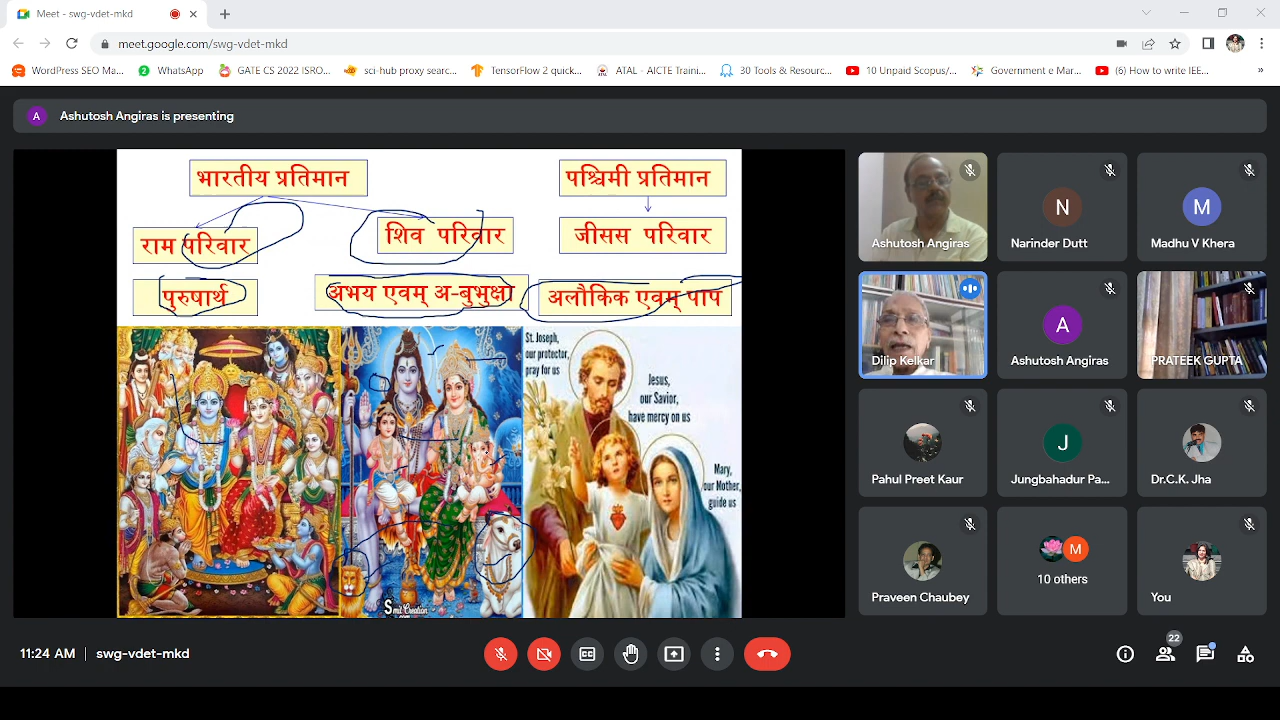 Meet - swg-vdet-mkd
meet.google.com/swg-vdet-mkd
WordPress SEO Ma...
WhatsApp
GATE CS 2022 ISRO...
sci-hub proxy searc...
TensorFlow 2 quick...
ATAL - AICTE Traini...
30 Tools & Resourc...
10 Unpaid Scopus/...
Government e Mar...
(6) How to write IEE...
»
A Ashutosh Angiras is presenting
भारतीय प्रतिमान
पश्चिमी प्रतिमान
राम परिवार
शिव परिवार
जीसस परिवार
पुरुषार्थ
अभय एवम् अ-बुभुक्षा
अलौकिक एवम् पाप
St. Joseph,
our protector,
pray for us
Jesus,
our Savior,
have mercy on us
Mary,
our Mother,
guide us
Smit Creation
.com
Ashutosh Angiras
N
Narinder Dutt
M
Madhu V Khera
Dilip Kelkar
A
Ashutosh Angiras
PRATEEK GUPTA
Pahul Preet Kaur
J
Jungbahadur Pa...
Dr.C.K. Jha
Praveen Chaubey
M
10 others
You
11:24 AM | swg-vdet-mkd
22